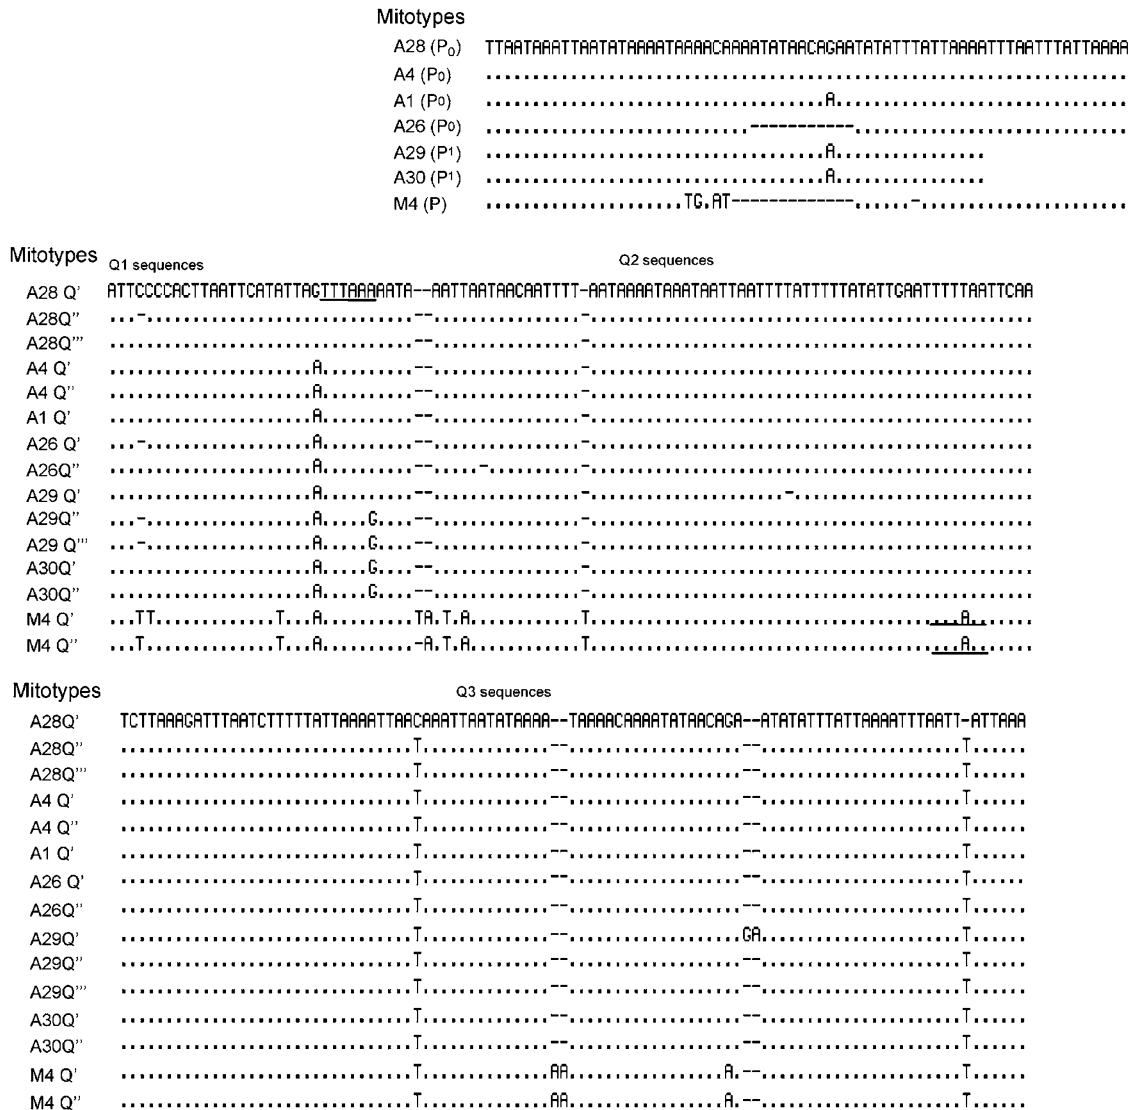 Mitotypes
A28 (P0) TTAATAAATTAATATAAAATAAAACAAAATATAACAGAATATATTTATTAAAATTTAATTTATTAAAA
A4 (P0) ....................................................................
A1 (P0) ....................................A...............................
A26 (P0) ............................-----------.............................
A29 (P1) ....................................A................
A30 (P1) ....................................A................
M4 (P) .....................TG.AT-------------......-......................
Mitotypes
Q1 sequences
Q2 sequences
A28 Q' ATTCCCCACTTAATTCATATTAGTTTAAAAATA--AATTAATAACAATTTT-AATAAAATAAATAATTAATTTTATTTTTATATTGAATTTTTAATTCAA
A28Q'' ...-.............................--................-................................................
A28Q''' .................................--................-................................................
A4 Q' ......................A..........--................-................................................
A4 Q'' ......................A..........--................-................................................
A1 Q' ......................A..........--................-................................................
A26 Q' ...-..................A..........--................-................................................
A26Q'' ......................A..........--.....-..........-................................................
A29 Q' ......................A..........--................-.....................-..........................
A29Q'' ...-..................A.....G....--................-................................................
A29 Q''' ...-..................A.....G....--................-................................................
A30Q' ......................A.....G....--................-................................................
A30Q'' ......................A.....G....--................-................................................
M4 Q' ...TT.............T...A..........TA.T.A............T........................................A.......
M4 Q'' ...T..............T...A..........-A.T.A............T........................................A.......
Mitotypes
Q3 sequences
A28Q' TCTTAAAGATTTAATCTTTTTATTAAAATTAACAAATTAATATAAAA--TAAAACAAAATATAACAGA--ATATATTTATTAAAATTTAATT-ATTAAA
A28Q'' ................................T..............--...................--......................T......
A28Q''' ................................T..............--...................--......................T......
A4 Q' ................................T..............--...................--......................T......
A4 Q'' ................................T..............--...................--......................T......
A1 Q' ................................T..............--...................--......................T......
A26 Q' ................................T..............--...................--......................T......
A26Q'' ................................T..............--...................--......................T......
A29Q' ................................T..............--...................GA......................T......
A29Q'' ................................T..............--...................--......................T......
A29Q''' ................................T..............--...................--......................T......
A30Q' ................................T..............--...................--......................T......
A30Q'' ................................T..............--...................--......................T......
M4 Q' ................................T..............AA.................A.--......................T......
M4 Q'' ................................T..............AA.................A.--......................T......